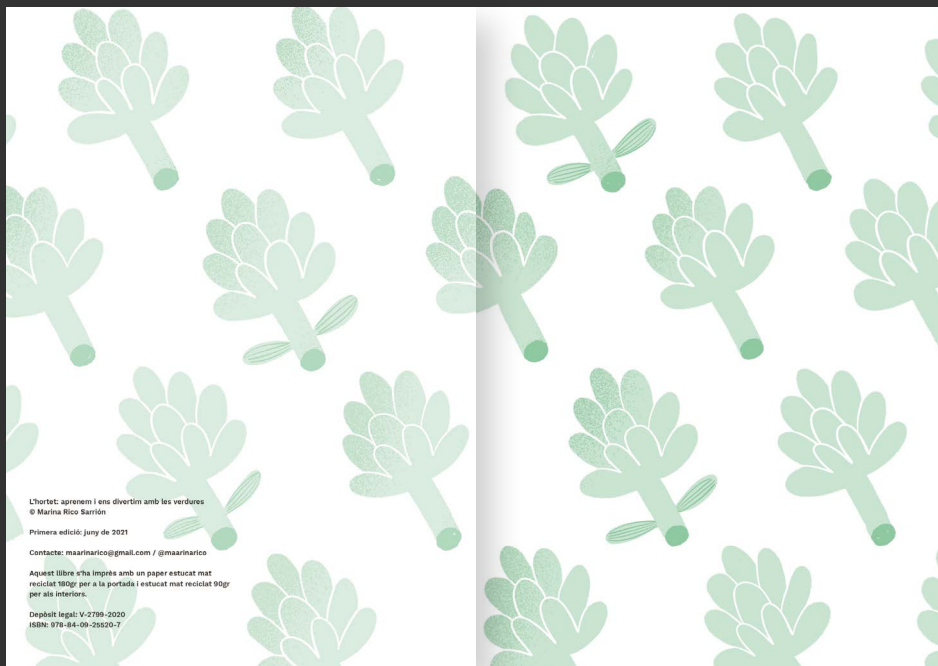 L'hortet: aprenem i ens divertim amb les verdures
© Marina Rico Sarrión
Primera edició: juny de 2021
Contacte: maarinarico@gmail.com / @maarinarico
Aquest llibre s'ha imprès amb un paper estucat mat
reciclat 180gr per a la portada i estucat mat reciclat 90gr
per als interiors.
Depòsit legal: V-2799-2020
ISBN: 978-84-09-25520-7